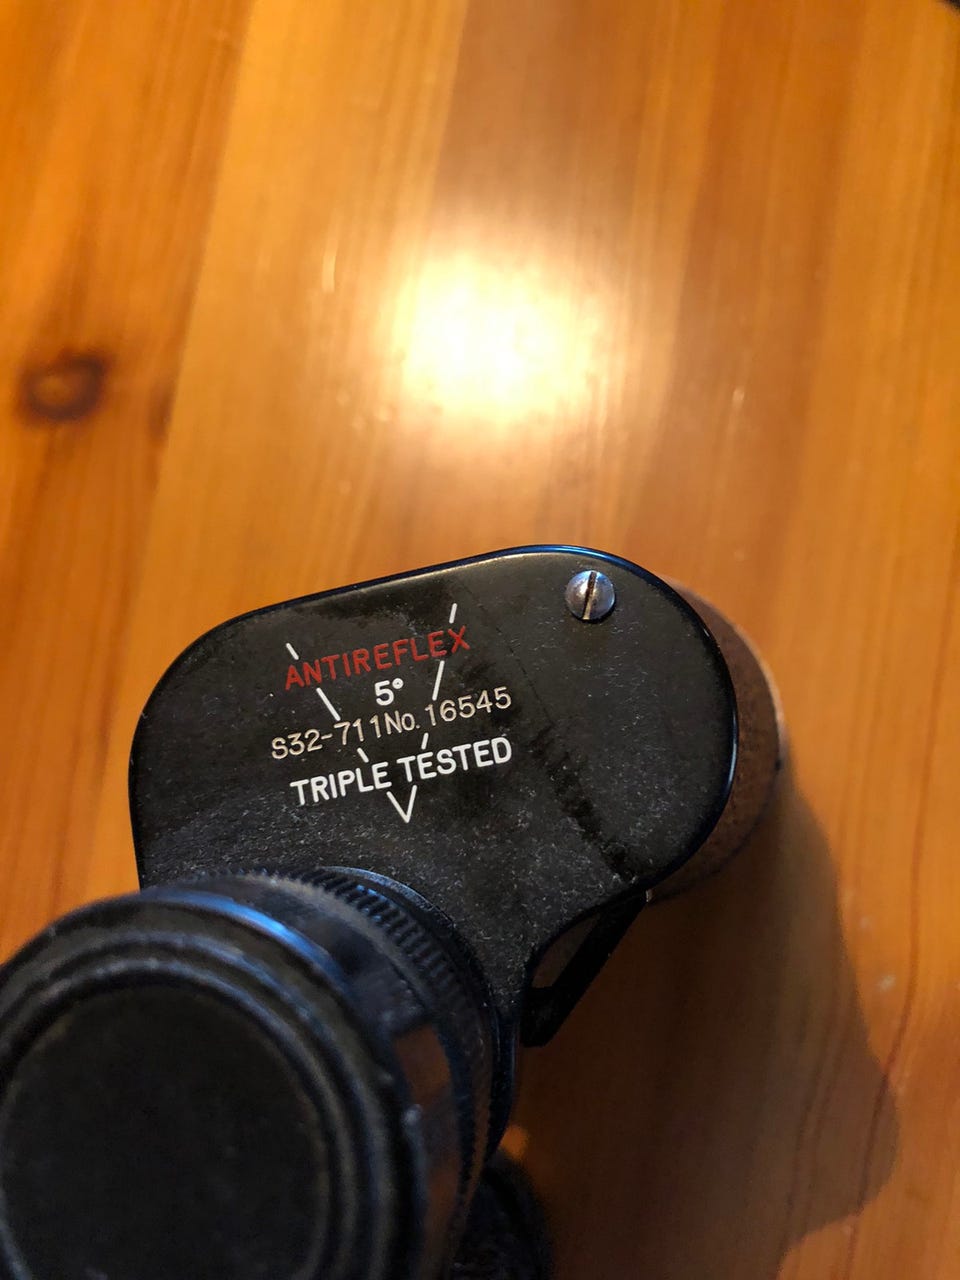 ANTIREFLEX
5°
S32-711No.16545
TRIPLE TESTED